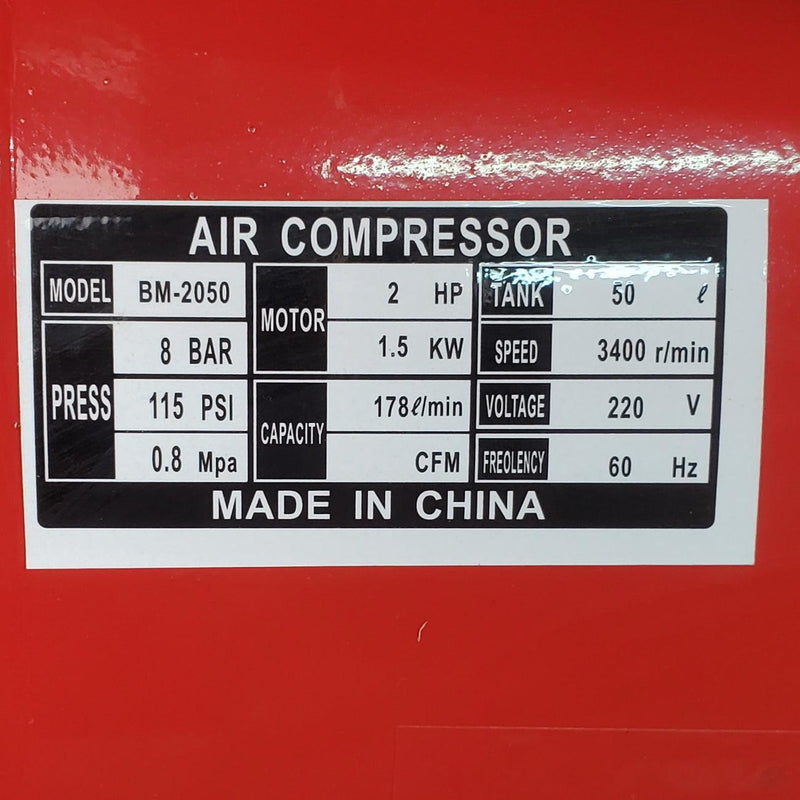 AIR COMPRESSOR
MODEL BM-2050
PRESS 8 BAR
115 PSI
0.8 Mpa
MOTOR 2 HP
1.5 KW
CAPACITY 178ℓ/min
CFM
TANK 50 ℓ
SPEED 3400 r/min
VOLTAGE 220 V
FREOLENCY 60 Hz
MADE IN CHINA